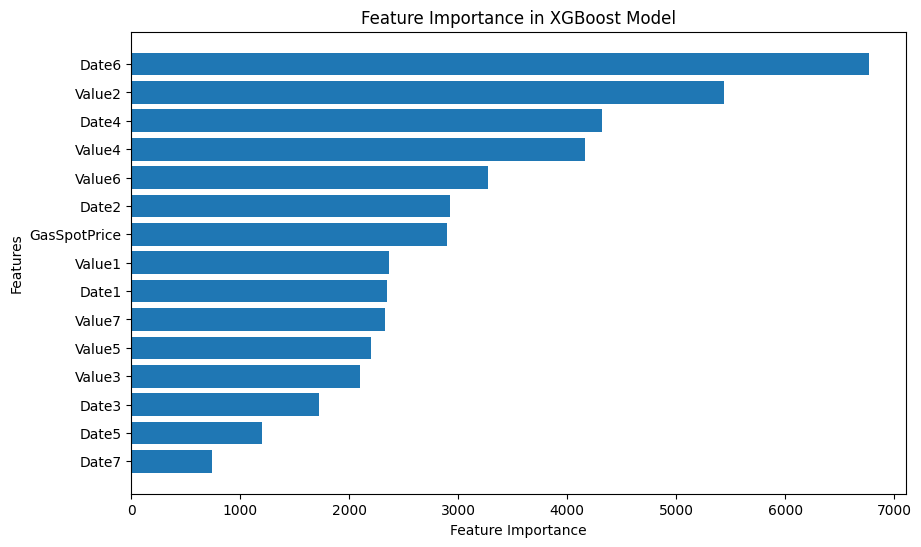 Feature Importance in XGBoost Model
Features
Date6
Value2
Date4
Value4
Value6
Date2
GasSpotPrice
Value1
Date1
Value7
Value5
Value3
Date3
Date5
Date7
0 1000 2000 3000 4000 5000 6000 7000
Feature Importance